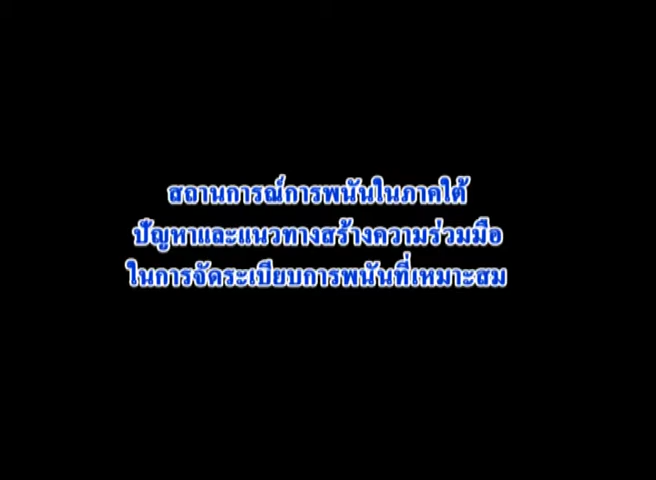 สถานการณ์การพนันในภาคใต้
ปัญหาและแนวทางสร้างความร่วมมือ
ในการจัดระเบียบการพนันที่เหมาะสม